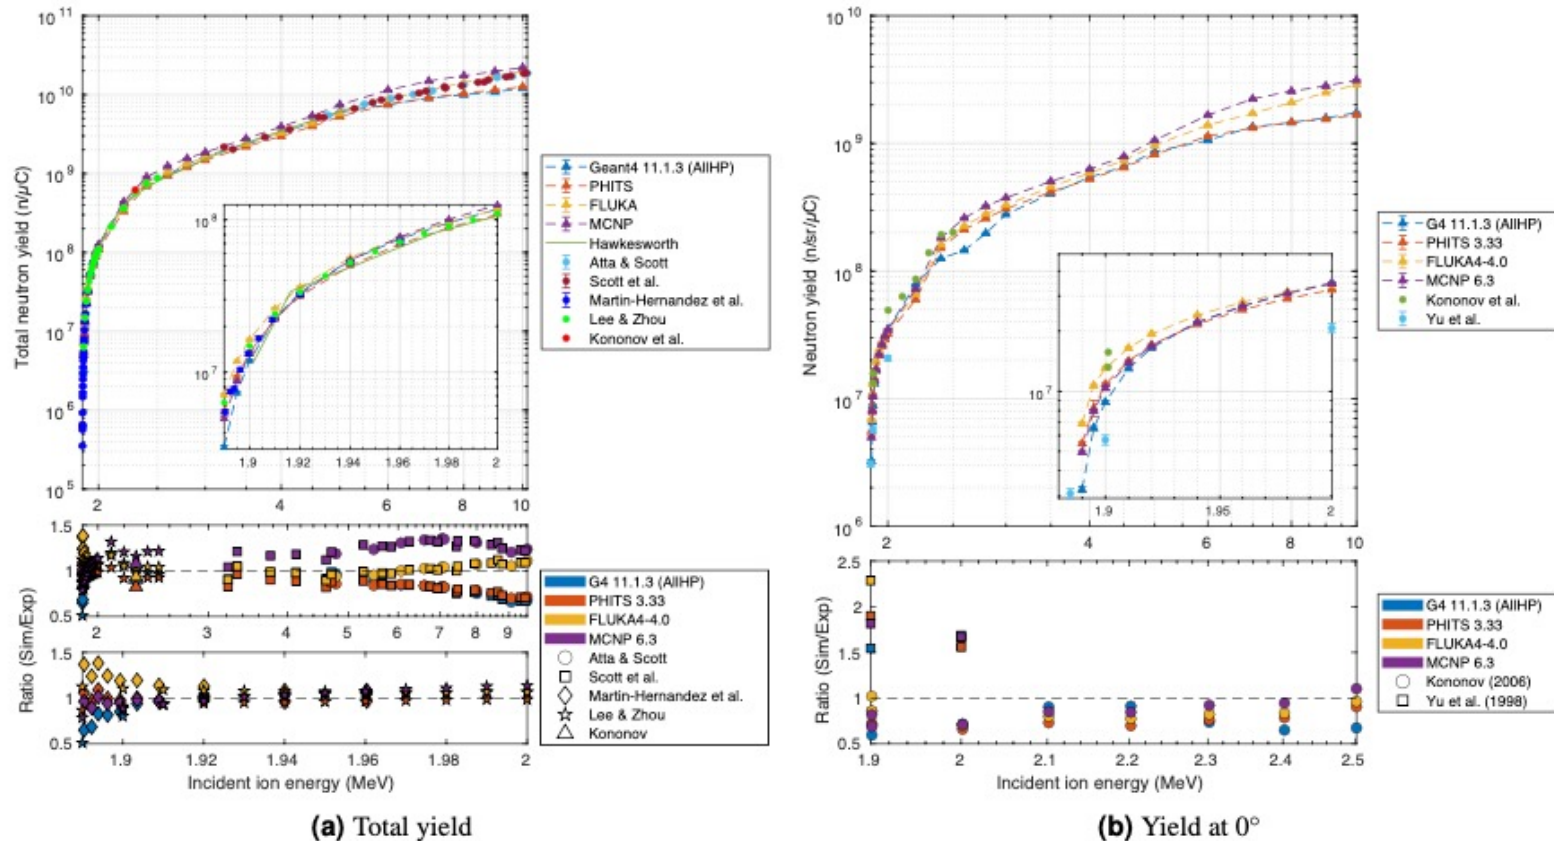 10^11
10^10
10^9
10^8
10^7
10^6
10^5
Total neutron yield (n/µC)
2
4
6
8
10
10^8
10^7
1.9
1.92
1.94
1.96
1.98
2
Geant4 11.1.3 (AllHP)
PHITS
FLUKA
MCNP
Hawkesworth
Atta & Scott
Scott et al.
Martin-Hernandez et al.
Lee & Zhou
Kononov et al.
1.5
1
0.5
2
3
4
5
6
7
8
9
Ratio (Sim/Exp)
1.5
1
0.5
1.9
1.92
1.94
1.96
1.98
2
Incident ion energy (MeV)
G4 11.1.3 (AllHP)
PHITS 3.33
FLUKA4-4.0
MCNP 6.3
Atta & Scott
Scott et al.
Martin-Hernandez et al.
Lee & Zhou
Kononov
(a) Total yield
10^10
10^9
10^8
10^7
10^6
Neutron yield (n/sr/µC)
2
4
6
8
10
10^7
1.9
1.95
2
G4 11.1.3 (AllHP)
PHITS 3.33
FLUKA4-4.0
MCNP 6.3
Kononov et al.
Yu et al.
2.5
2
1.5
1
0.5
Ratio (Sim/Exp)
1.9
2
2.1
2.2
2.3
2.4
2.5
Incident ion energy (MeV)
G4 11.1.3 (AllHP)
PHITS 3.33
FLUKA4-4.0
MCNP 6.3
Kononov (2006)
Yu et al. (1998)
(b) Yield at 0°